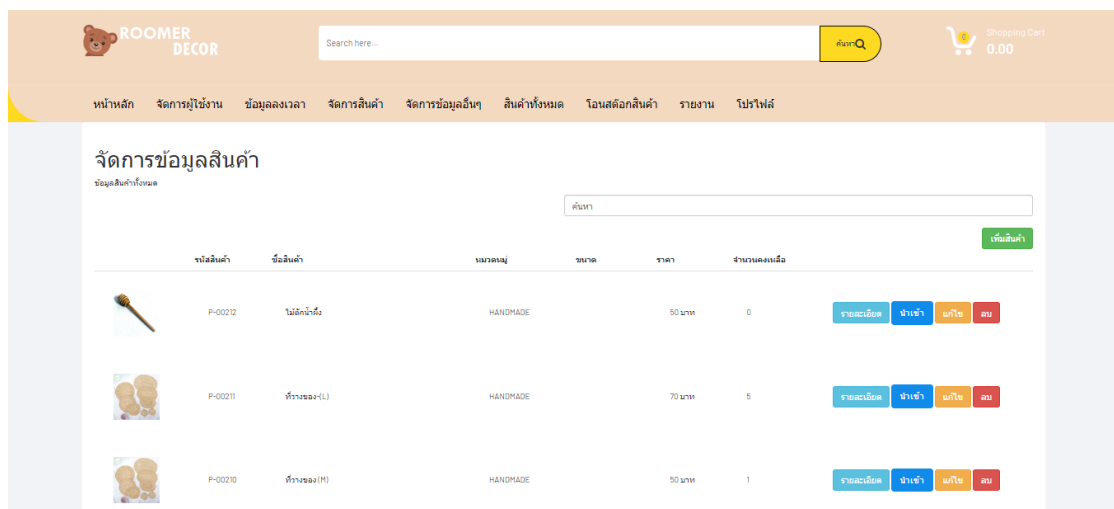 ROOMER
DECOR
Search here...
ค้นหา
0
Shopping Cart
0.00
หน้าหลัก จัดการผู้ใช้งาน ข้อมูลลงเวลา จัดการสินค้า จัดการข้อมูลอื่นๆ สินค้าทั้งหมด โอนสต๊อกสินค้า รายงาน โปรไฟล์
จัดการข้อมูลสินค้า
ข้อมูลสินค้าทั้งหมด
ค้นหา
เพิ่มสินค้า
รหัสสินค้า ชื่อสินค้า หมวดหมู่ ขนาด ราคา จำนวนคงเหลือ
P-00212 ไม้ตักน้ำผึ้ง HANDMADE 50 บาท 0 รายละเอียด นำเข้า แก้ไข ลบ
P-00211 ที่วางของ-(L) HANDMADE 70 บาท 5 รายละเอียด นำเข้า แก้ไข ลบ
P-00210 ที่วางของ(M) HANDMADE 50 บาท 1 รายละเอียด นำเข้า แก้ไข ลบ